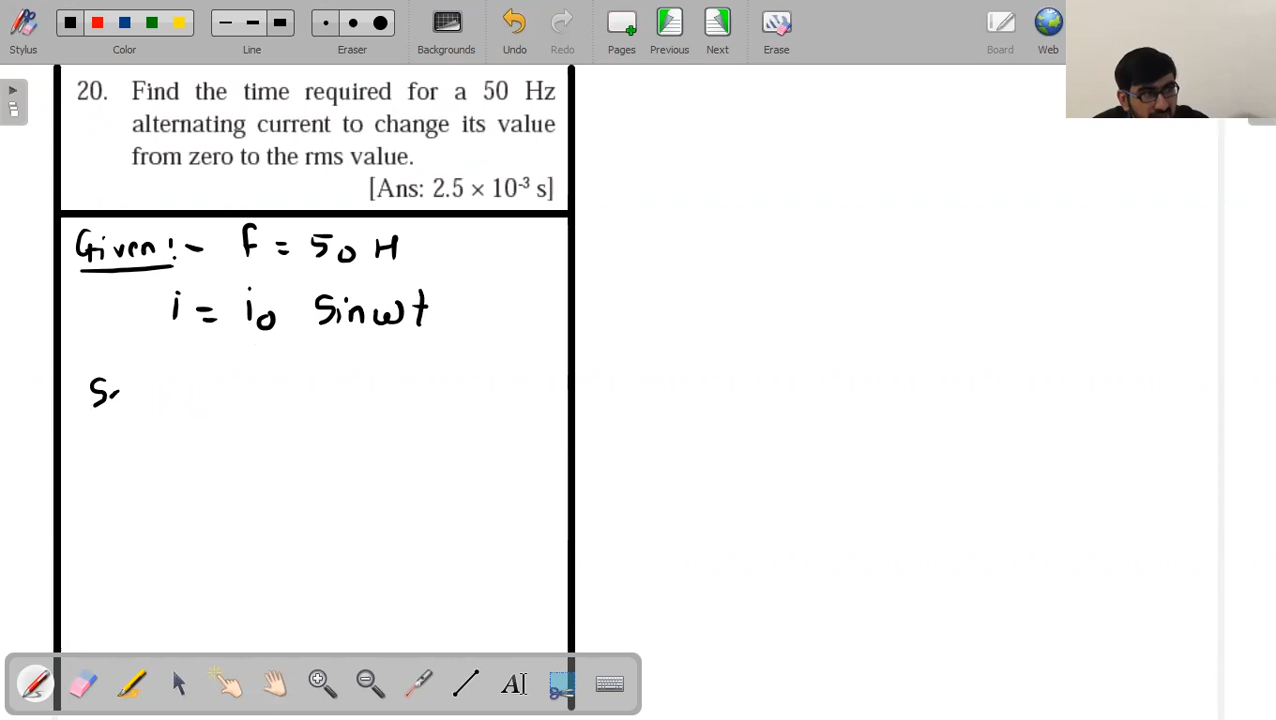 Stylus
Color
Line
Eraser
Backgrounds
Undo
Redo
Pages
Previous
Next
Erase
Board
Web
20. Find the time required for a 50 Hz
alternating current to change its value
from zero to the rms value.
[Ans: 2.5 × 10⁻³ s]
Given:- f = 50 H
i = i₀ sinωt
S